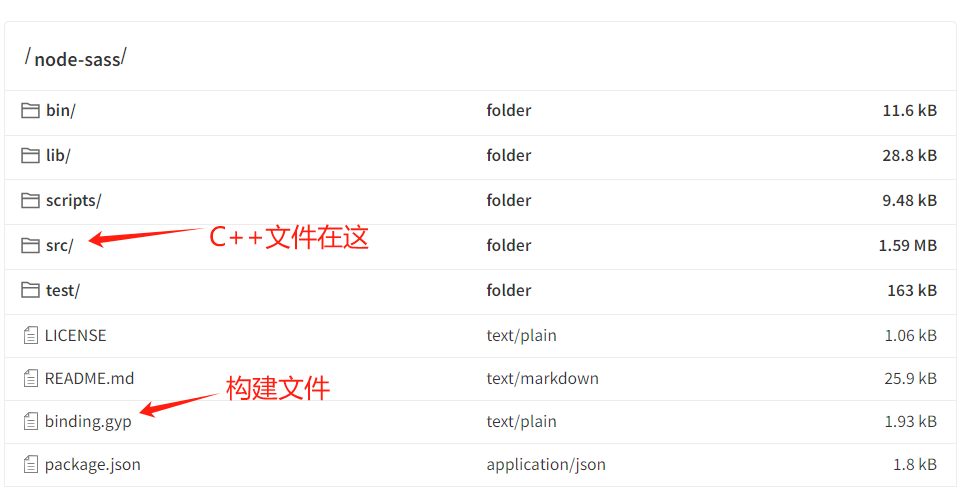 /node-sass/
bin/ folder 11.6 kB
lib/ folder 28.8 kB
scripts/ folder 9.48 kB
C++文件在这
src/ folder 1.59 MB
test/ folder 163 kB
LICENSE text/plain 1.06 kB
README.md text/markdown 25.9 kB
构建文件
binding.gyp text/plain 1.93 kB
package.json application/json 1.8 kB